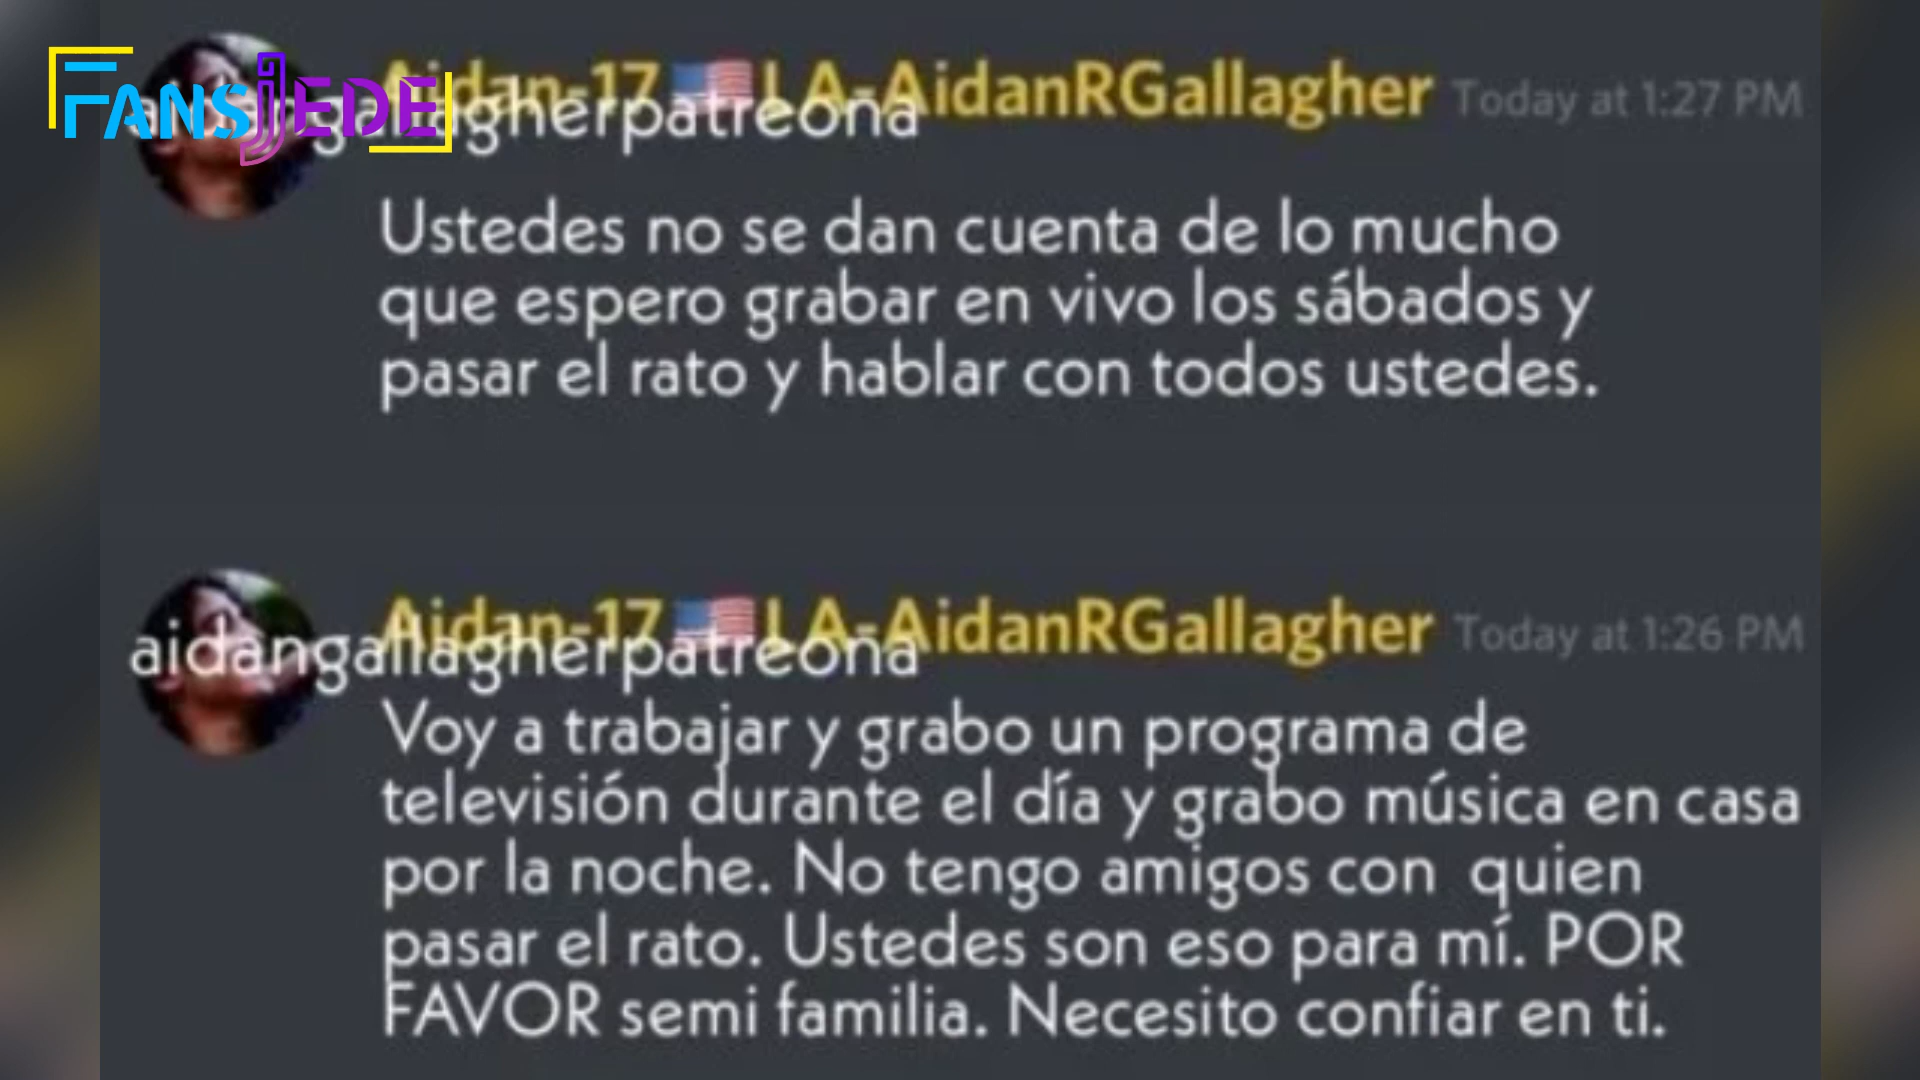 FANSJEDE
Aidan-17🇺🇸LA-AidanRGallagher Today at 1:27 PM
aidangallagherpatreona
Ustedes no se dan cuenta de lo mucho
que espero grabar en vivo los sábados y
pasar el rato y hablar con todos ustedes.
Aidan-17🇺🇸LA-AidanRGallagher Today at 1:26 PM
aidangallagherpatreona
Voy a trabajar y grabo un programa de
televisión durante el día y grabo música en casa
por la noche. No tengo amigos con quien
pasar el rato. Ustedes son eso para mí. POR
FAVOR semi familia. Necesito confiar en ti.